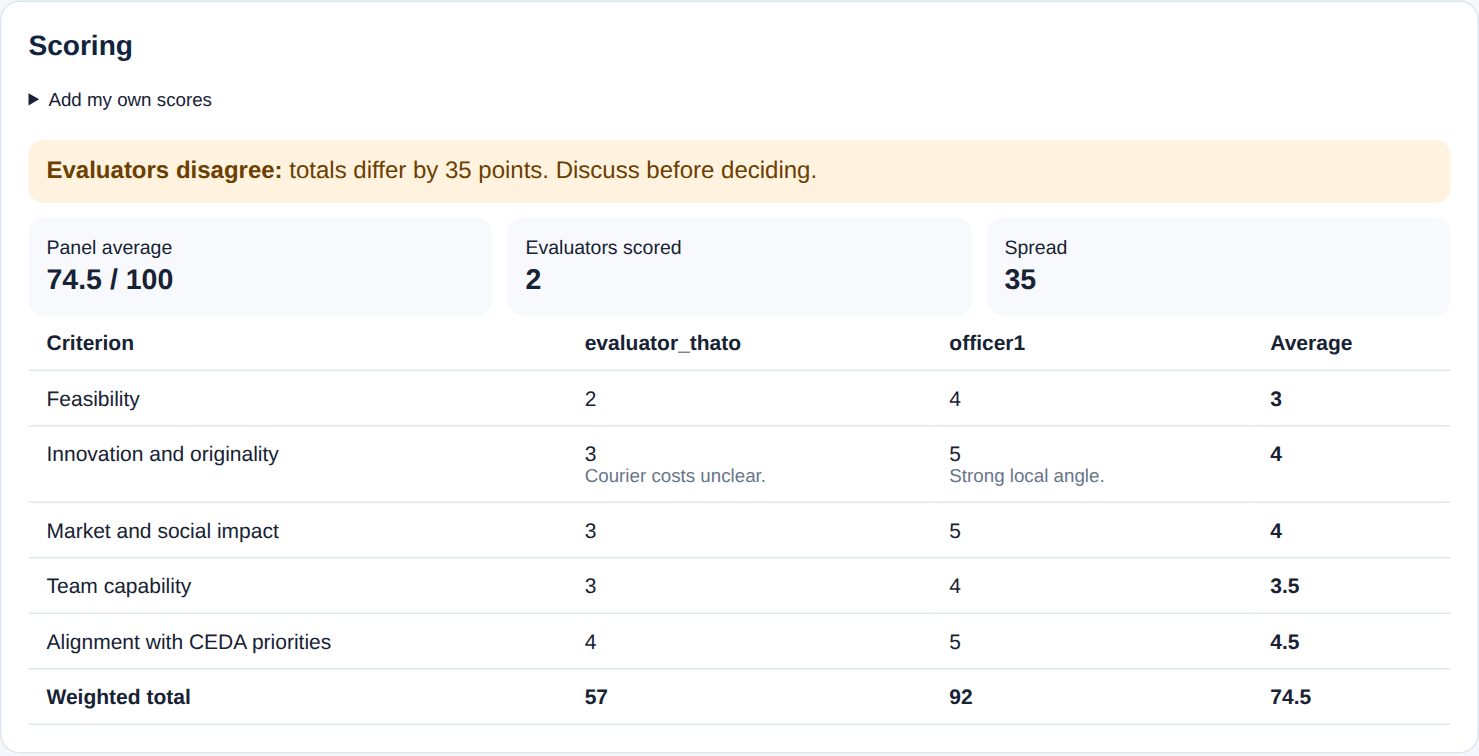 Scoring
Add my own scores
Evaluators disagree: totals differ by 35 points. Discuss before deciding.
Panel average
74.5 / 100
Evaluators scored
2
Spread
35
Criterion evaluator_thato officer1 Average
Feasibility 2 4 3
Innovation and originality 3 5 4
Courier costs unclear. Strong local angle.
Market and social impact 3 5 4
Team capability 3 4 3.5
Alignment with CEDA priorities 4 5 4.5
Weighted total 57 92 74.5